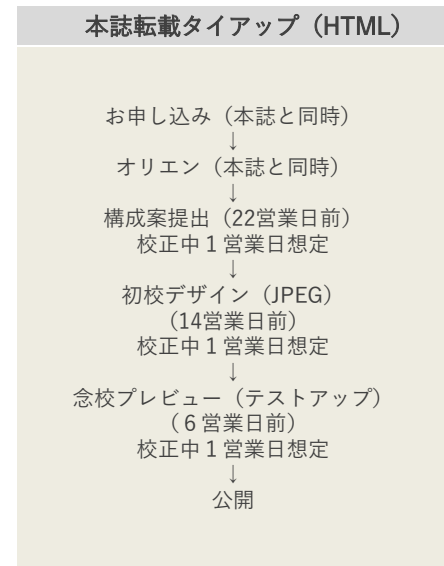 本誌転載タイアップ（HTML）
お申し込み（本誌と同時）
↓
オリエン（本誌と同時）
↓
構成案提出（22営業日前）
校正中１営業日想定
↓
初校デザイン（JPEG）
（14営業日前）
校正中１営業日想定
↓
念校プレビュー（テストアップ）
（６営業日前）
校正中１営業日想定
↓
公開